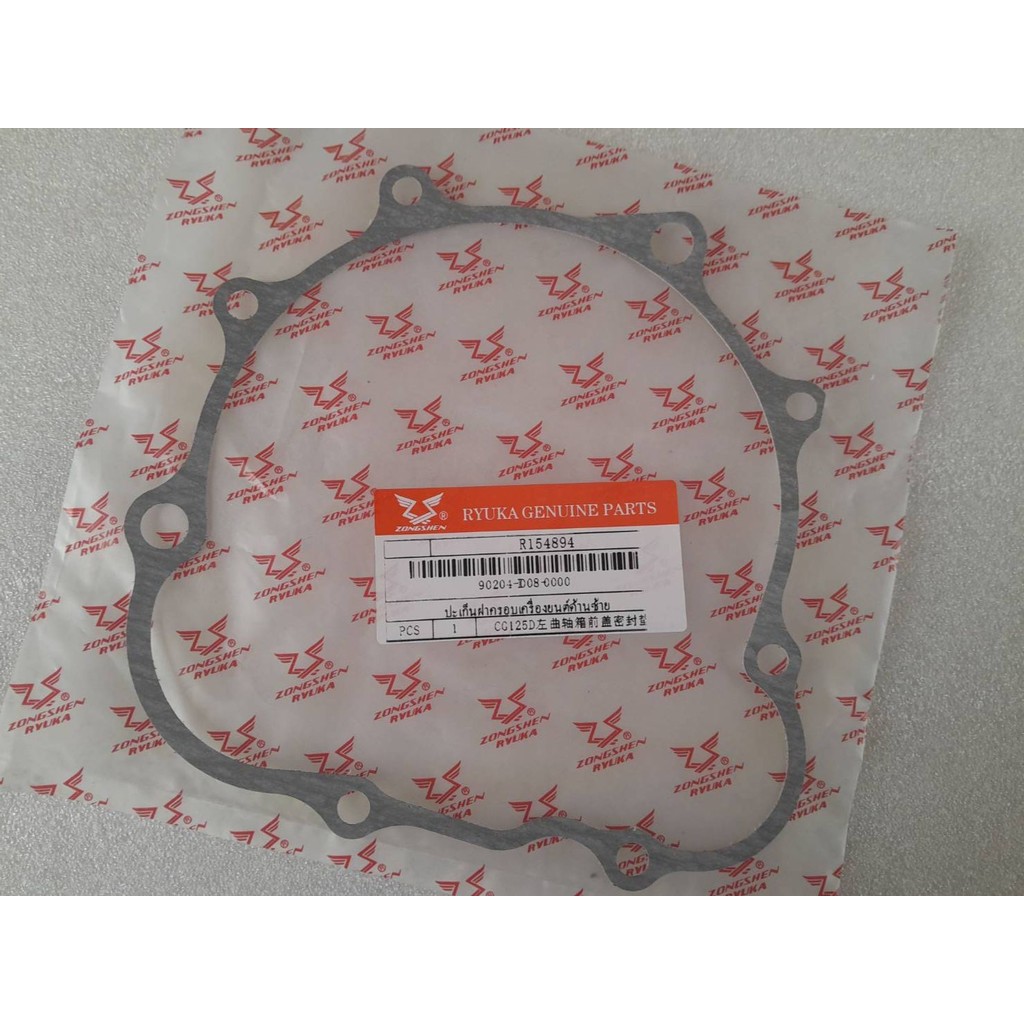 ZONGSHEN
RYUKA GENUINE PARTS
R154894
90204-D08-0000
ปะเก็นฝาครอบเครื่องยนต์ด้านซ้าย
PCS 1 CG125D左曲轴箱前盖密封垫
ZONGSHEN
RYUKA